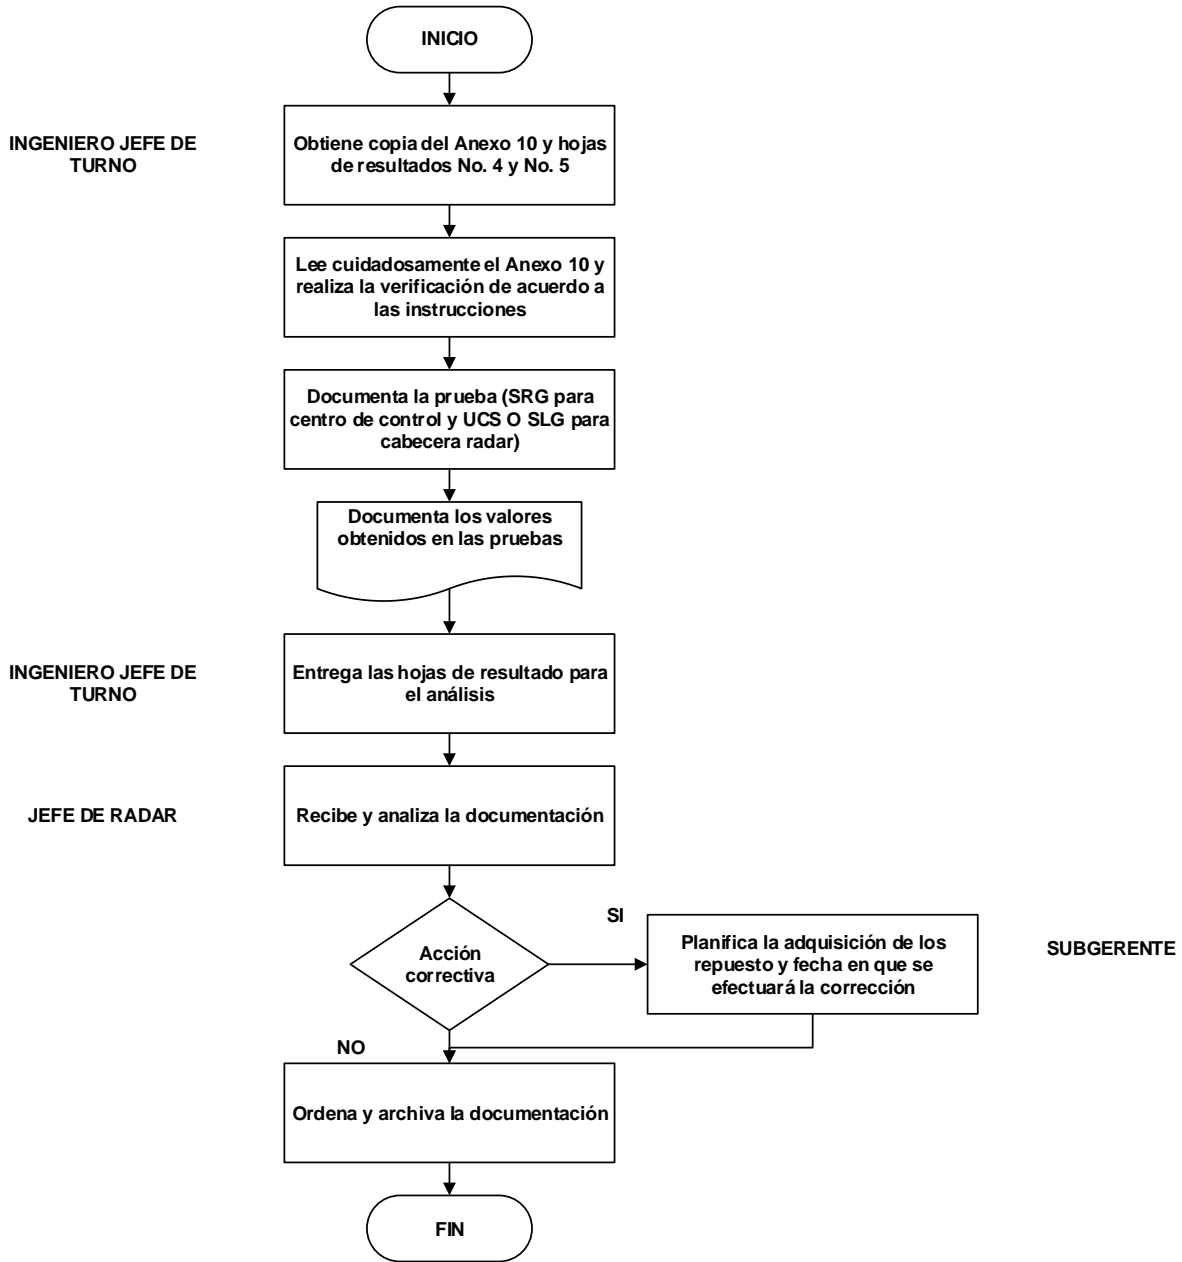 INICIO
INGENIERO JEFE DE
TURNO
Obtiene copia del Anexo 10 y hojas
de resultados No. 4 y No. 5
Lee cuidadosamente el Anexo 10 y
realiza la verificación de acuerdo a
las instrucciones
Documenta la prueba (SRG para
centro de control y UCS O SLG para
cabecera radar)
Documenta los valores
obtenidos en las pruebas
INGENIERO JEFE DE
TURNO
Entrega las hojas de resultado para
el análisis
JEFE DE RADAR
Recibe y analiza la documentación
Acción
correctiva
SI
Planifica la adquisición de los
repuesto y fecha en que se
efectuará la corrección
SUBGERENTE
NO
Ordena y archiva la documentación
FIN